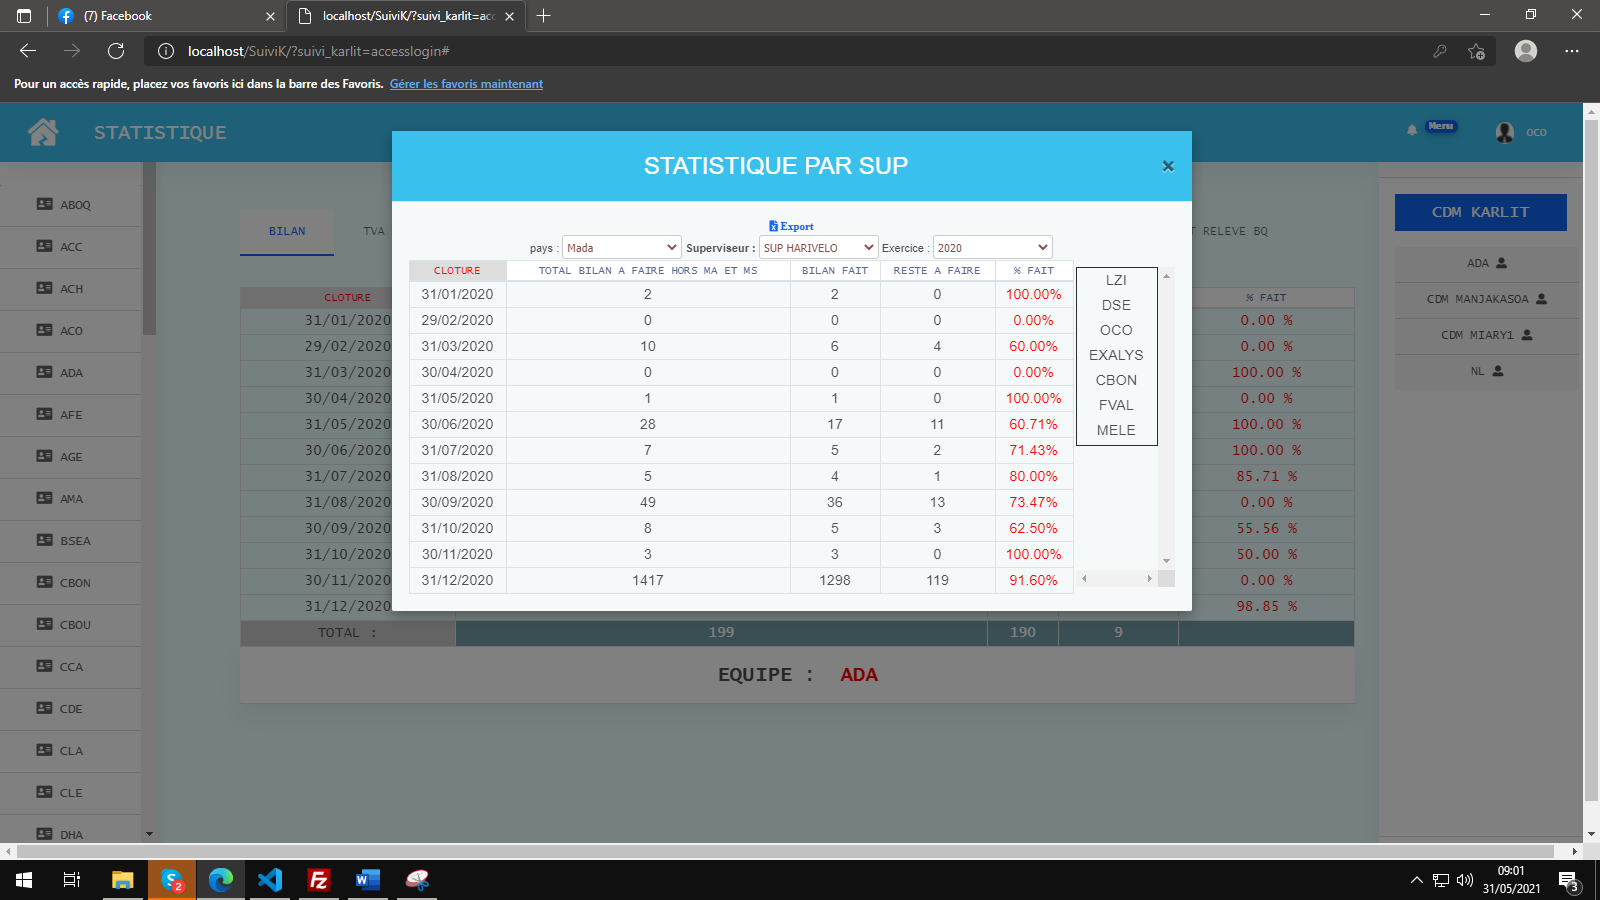 (7) Facebook
localhost/SuiviK/?suivi_karlit=acc
localhost/SuiviK/?suivi_karlit=accesslogin#
Pour un accès rapide, placez vos favoris ici dans la barre des Favoris. Gérer les favoris maintenant
STATISTIQUE
Menu
OCO
ABOQ
ACC
ACH
ACO
ADA
AFE
AGE
AMA
BSEA
CBON
CBOU
CCA
CDE
CLA
CLE
DHA
BILAN
TVA
T RELEVE BQ
CLOTURE
31/01/2020
29/02/2020
31/03/2020
30/04/2020
31/05/2020
30/06/2020
31/07/2020
31/08/2020
30/09/2020
31/10/2020
30/11/2020
31/12/2020
STATISTIQUE PAR SUP
×
Export
pays : Mada Superviseur : SUP HARIVELO Exercice : 2020
CLOTURE TOTAL BILAN A FAIRE HORS MA ET MS BILAN FAIT RESTE A FAIRE % FAIT
31/01/2020 2 2 0 100.00%
29/02/2020 0 0 0 0.00%
31/03/2020 10 6 4 60.00%
30/04/2020 0 0 0 0.00%
31/05/2020 1 1 0 100.00%
30/06/2020 28 17 11 60.71%
31/07/2020 7 5 2 71.43%
31/08/2020 5 4 1 80.00%
30/09/2020 49 36 13 73.47%
31/10/2020 8 5 3 62.50%
30/11/2020 3 3 0 100.00%
31/12/2020 1417 1298 119 91.60%
LZI
DSE
OCO
EXALYS
CBON
FVAL
MELE
% FAIT
0.00 %
0.00 %
100.00 %
0.00 %
100.00 %
100.00 %
85.71 %
0.00 %
55.56 %
50.00 %
0.00 %
98.85 %
TOTAL : 199 190 9
EQUIPE : ADA
CDM KARLIT
ADA
CDM MANJAKASOA
CDM MIARY1
NL
2
09:01
31/05/2021
3